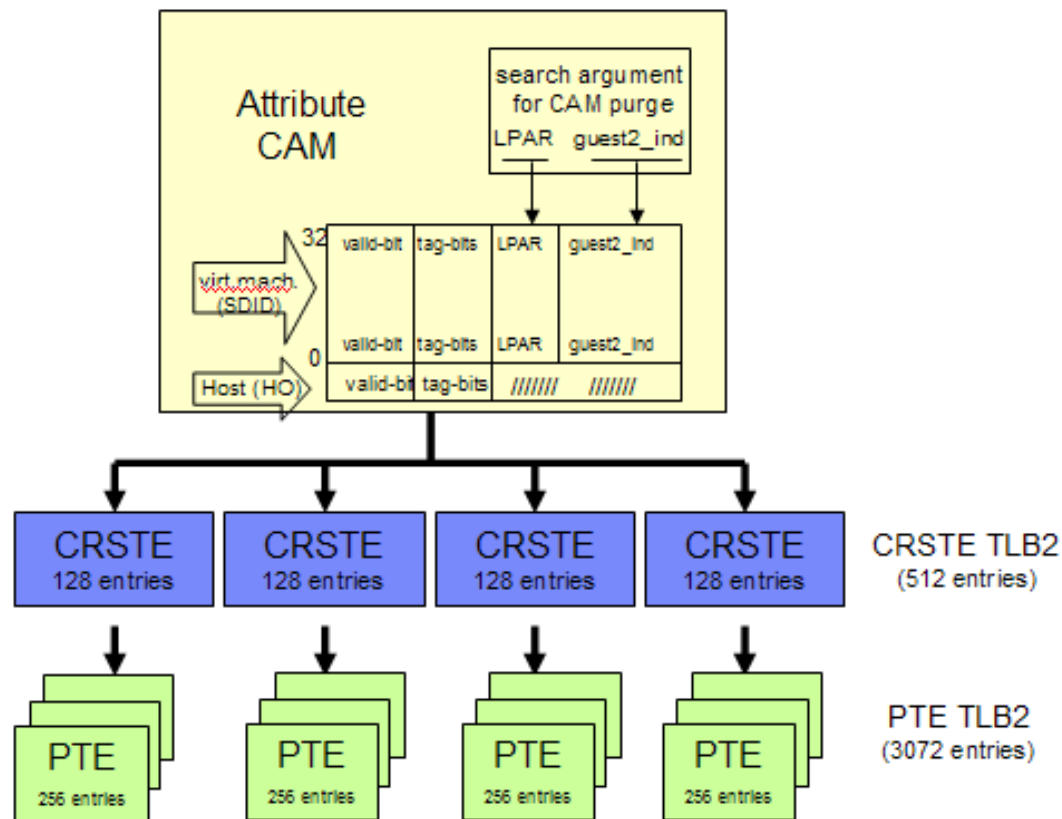 search argument
for CAM purge
LPAR guest2_ind
Attribute
CAM
32
valid-bit tag-bits LPAR guest2_ind
virt.mach.
(SDID)
valid-bit tag-bits LPAR guest2_ind
0
Host (HO)
valid-bit tag-bits /////// ///////
CRSTE CRSTE CRSTE CRSTE
128 entries 128 entries 128 entries 128 entries
CRSTE TLB2
(512 entries)
PTE PTE PTE PTE
256 entries 256 entries 256 entries 256 entries
PTE TLB2
(3072 entries)